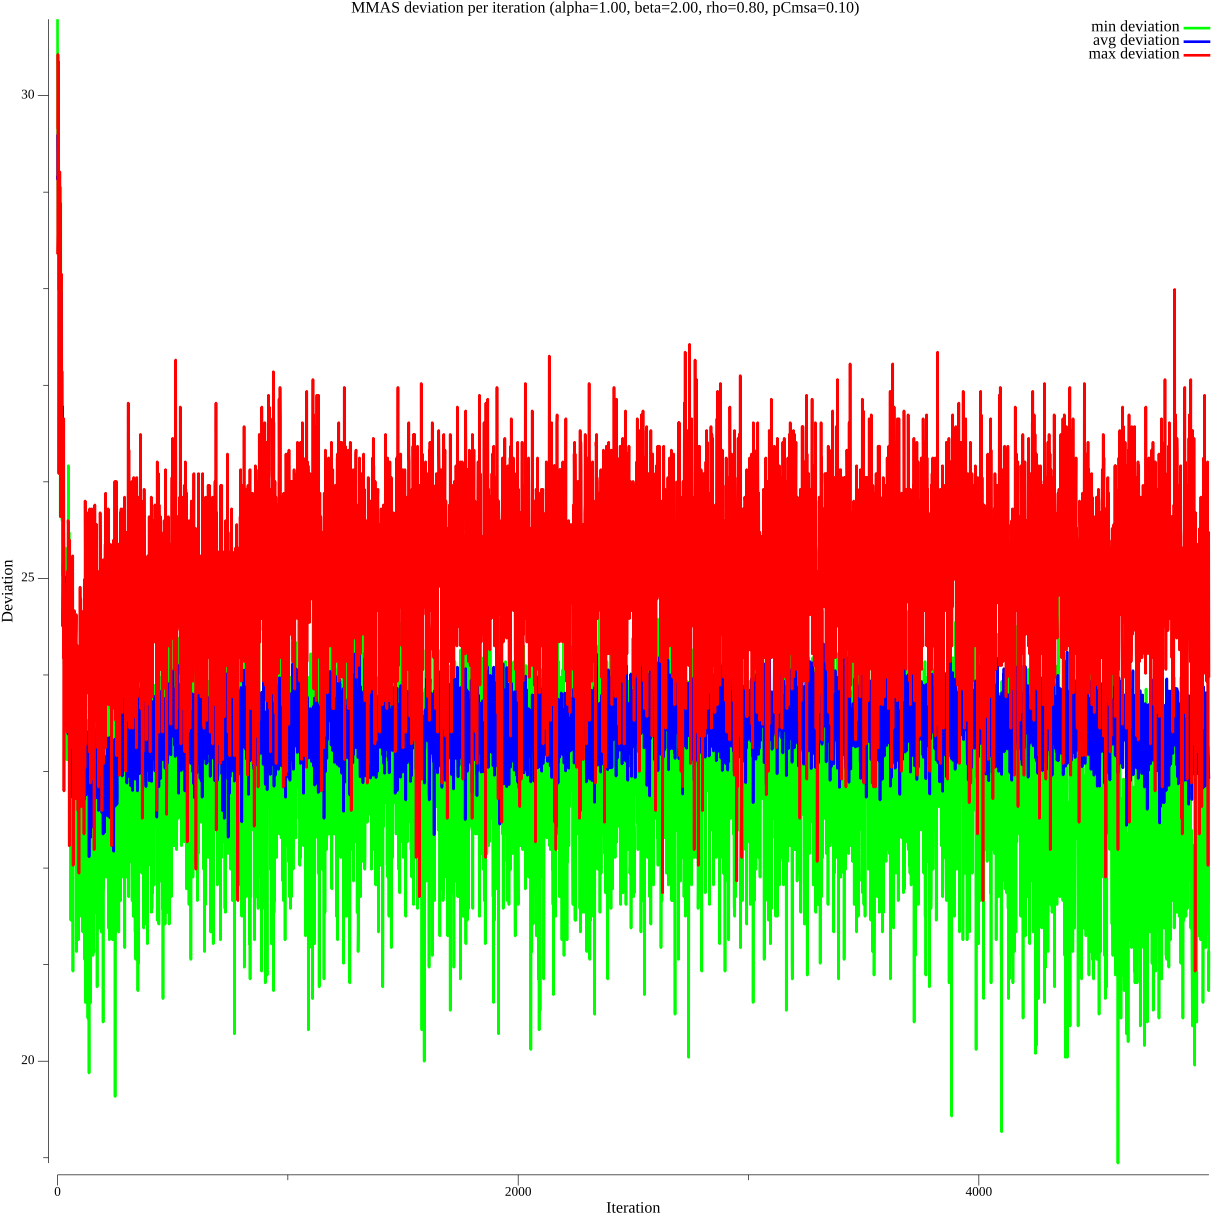 MMAS deviation per iteration (alpha=1.00, beta=2.00, rho=0.80, pCmsa=0.10)
min deviation
avg deviation
max deviation
30
25
20
Deviation
0
2000
4000
Iteration